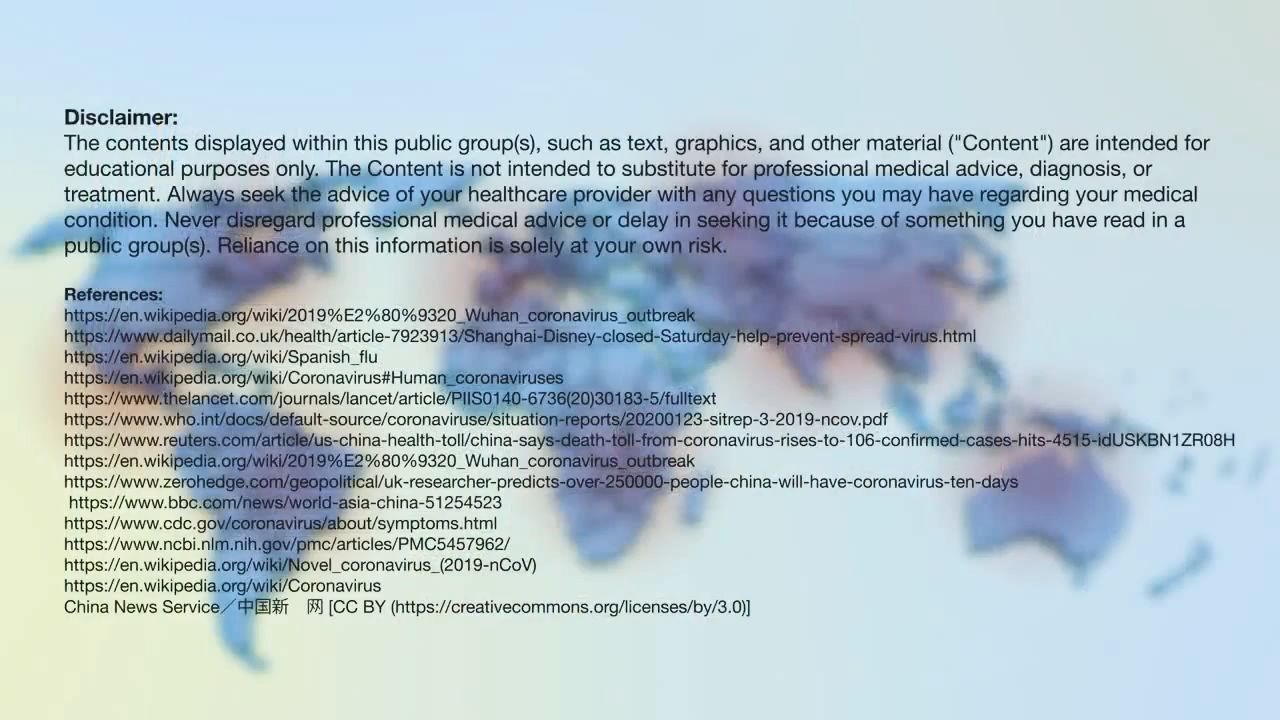 Disclaimer:
The contents displayed within this public group(s), such as text, graphics, and other material ("Content") are intended for
educational purposes only. The Content is not intended to substitute for professional medical advice, diagnosis, or
treatment. Always seek the advice of your healthcare provider with any questions you may have regarding your medical
condition. Never disregard professional medical advice or delay in seeking it because of something you have read in a
public group(s). Reliance on this information is solely at your own risk.
References:
https://en.wikipedia.org/wiki/2019%E2%80%9320_Wuhan_coronavirus_outbreak
https://www.dailymail.co.uk/health/article-7923913/Shanghai-Disney-closed-Saturday-help-prevent-spread-virus.html
https://en.wikipedia.org/wiki/Spanish_flu
https://en.wikipedia.org/wiki/Coronavirus#Human_coronaviruses
https://www.thelancet.com/journals/lancet/article/PIIS0140-6736(20)30183-5/fulltext
https://www.who.int/docs/default-source/coronaviruse/situation-reports/20200123-sitrep-3-2019-ncov.pdf
https://www.reuters.com/article/us-china-health-toll/china-says-death-toll-from-coronavirus-rises-to-106-confirmed-cases-hits-4515-idUSKBN1ZR08H
https://en.wikipedia.org/wiki/2019%E2%80%9320_Wuhan_coronavirus_outbreak
https://www.zerohedge.com/geopolitical/uk-researcher-predicts-over-250000-people-china-will-have-coronavirus-ten-days
https://www.bbc.com/news/world-asia-china-51254523
https://www.cdc.gov/coronavirus/about/symptoms.html
https://www.ncbi.nlm.nih.gov/pmc/articles/PMC5457962/
https://en.wikipedia.org/wiki/Novel_coronavirus_(2019-nCoV)
https://en.wikipedia.org/wiki/Coronavirus
China News Service／中国新　网 [CC BY (https://creativecommons.org/licenses/by/3.0)]